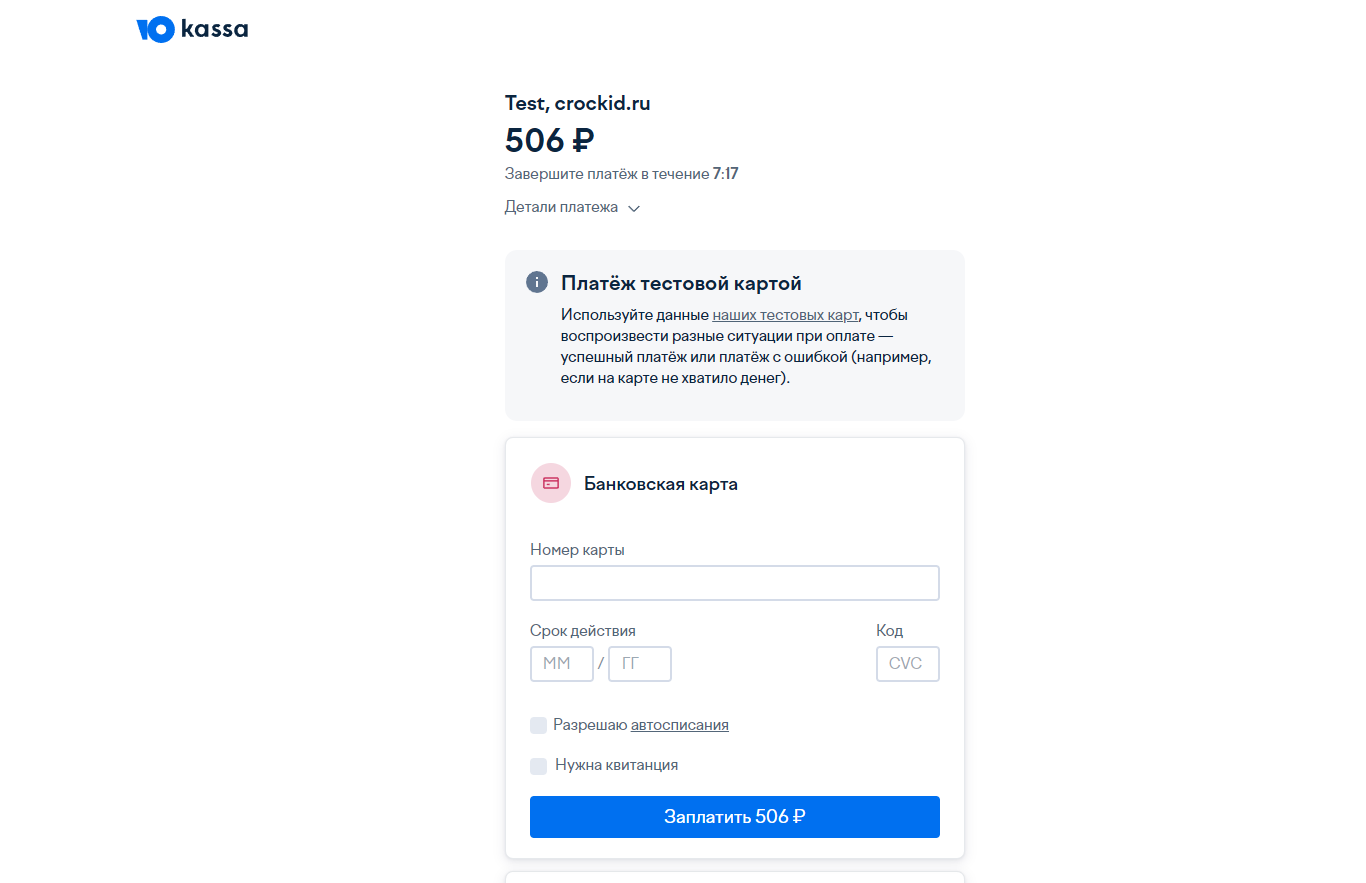 Ю kassa
Test, crockid.ru
506 ₽
Завершите платёж в течение 7:17
Детали платежа
Платёж тестовой картой
Используйте данные наших тестовых карт, чтобы
воспроизвести разные ситуации при оплате —
успешный платёж или платёж с ошибкой (например,
если на карте не хватило денег).
Банковская карта
Номер карты
Срок действия Код
ММ / ГГ CVC
Разрешаю автосписания
Нужна квитанция
Заплатить 506 ₽